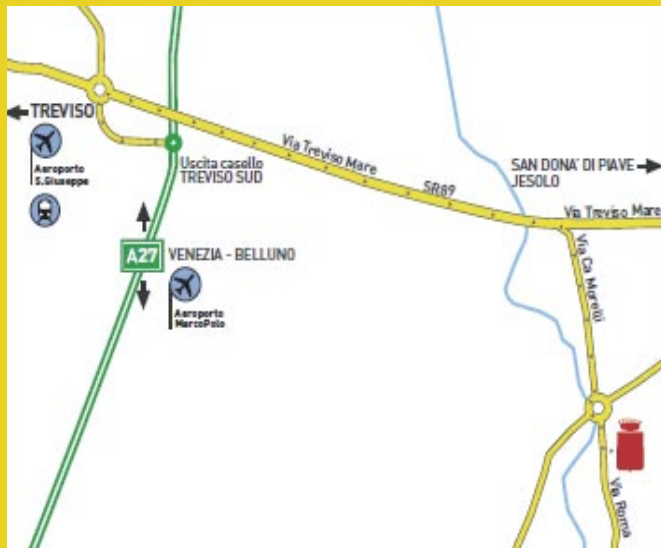 TREVISO
Aeroporto
S.Giuseppe
Uscita casello
TREVISO SUD
Via Treviso Mare
SR89
SAN DONA' DI PIAVE
JESOLO
Via Treviso Mare
A27
VENEZIA - BELLUNO
Aeroporto
MarcoPolo
Via Ca Moretti
Via Roma